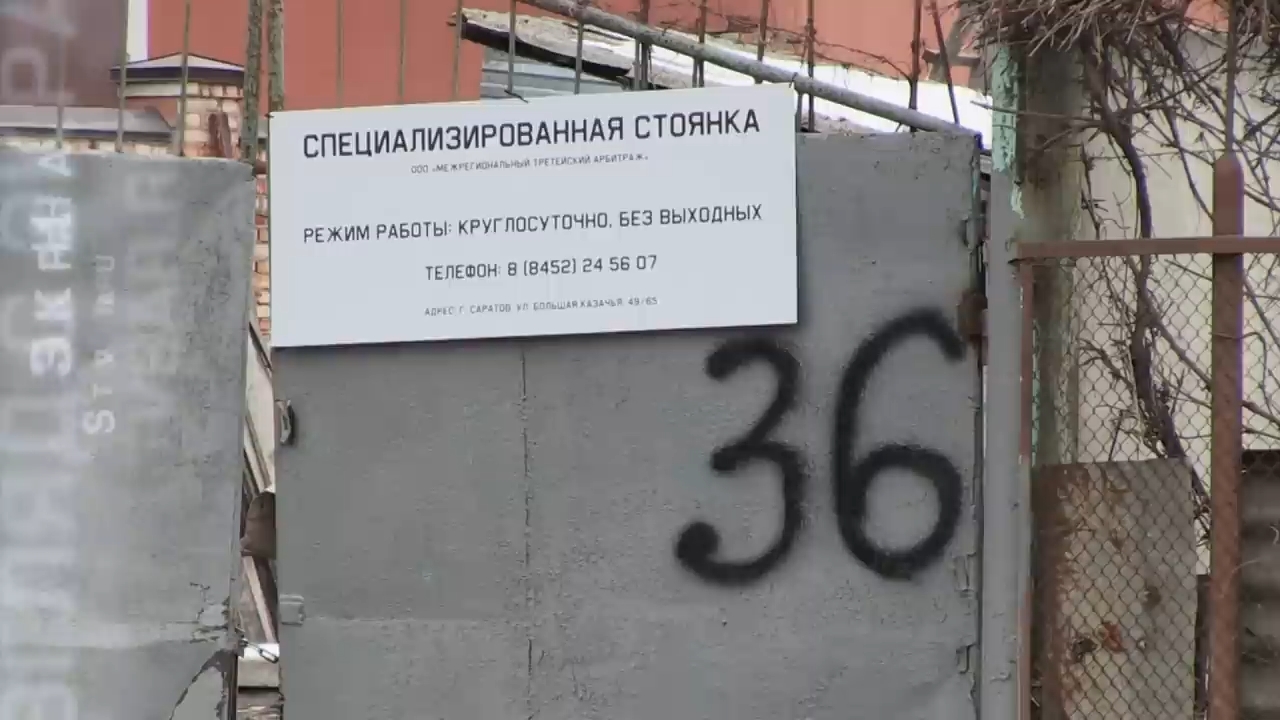 СПЕЦИАЛИЗИРОВАННАЯ СТОЯНКА
ООО «МЕЖРЕГИОНАЛЬНЫЙ ТРЕТЕЙСКИЙ АРБИТРАЖ»
РЕЖИМ РАБОТЫ: КРУГЛОСУТОЧНО, БЕЗ ВЫХОДНЫХ
ТЕЛЕФОН: 8 (8452) 24 56 07
АДРЕС: Г. САРАТОВ, УЛ. БОЛЬШАЯ КАЗАЧЬЯ, 49/65
36